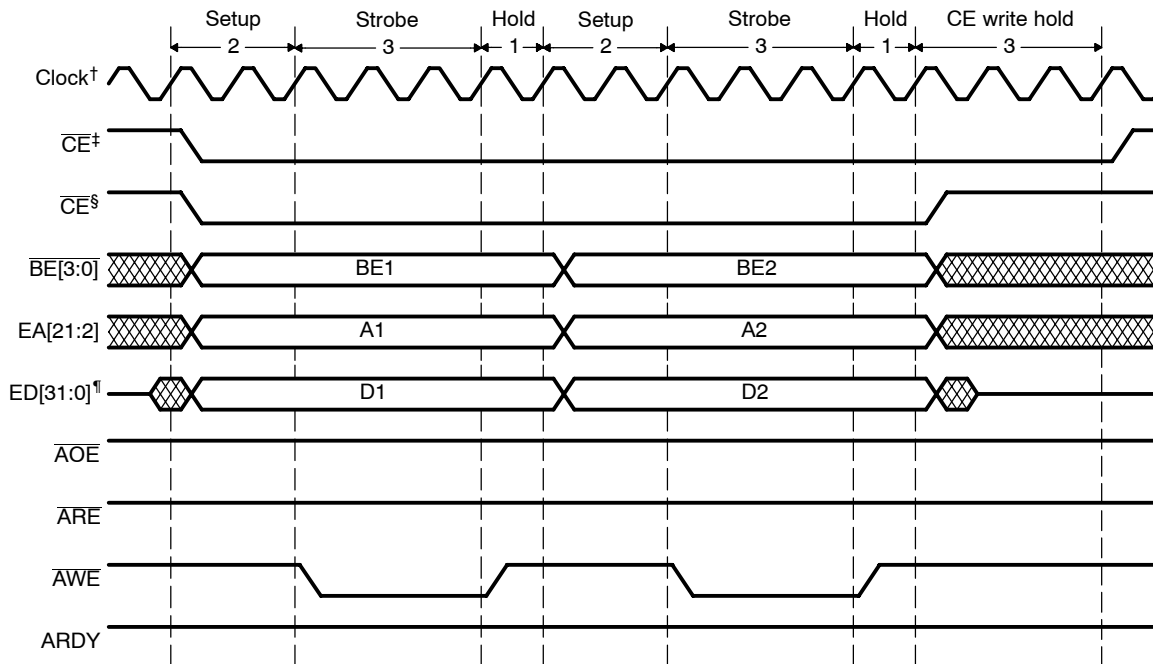 Setup Strobe Hold Setup Strobe Hold CE write hold
2 3 1 2 3 1 3
Clock†
CE‡
CE§
BE[3:0] BE1 BE2
EA[21:2] A1 A2
ED[31:0]¶ D1 D2
AOE
ARE
AWE
ARDY